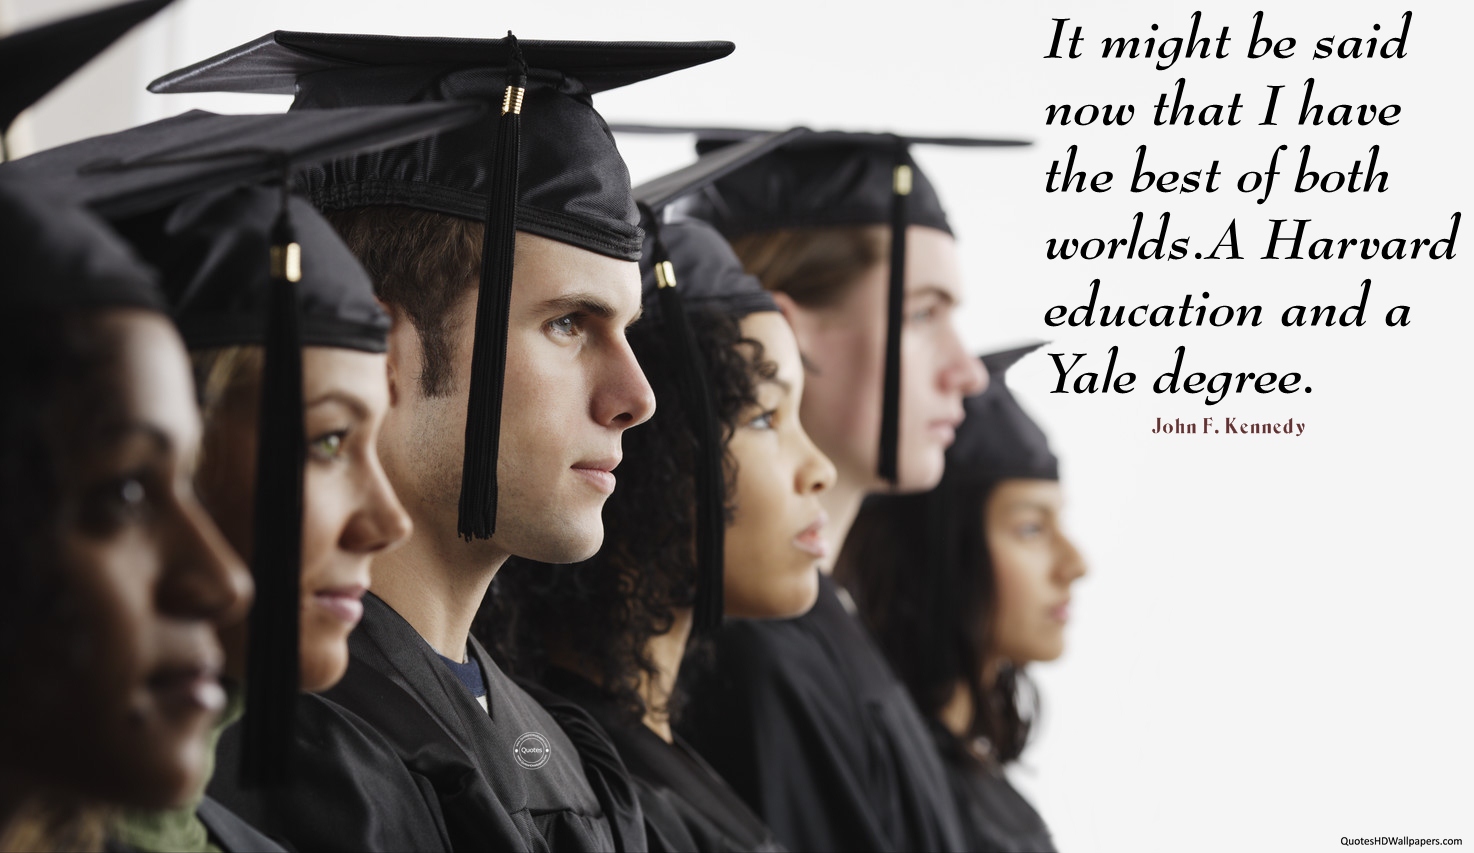 It might be said
now that I have
the best of both
worlds.A Harvard
education and a
Yale degree.
John F. Kennedy
Quotes
QuotesHDWallpapers.com